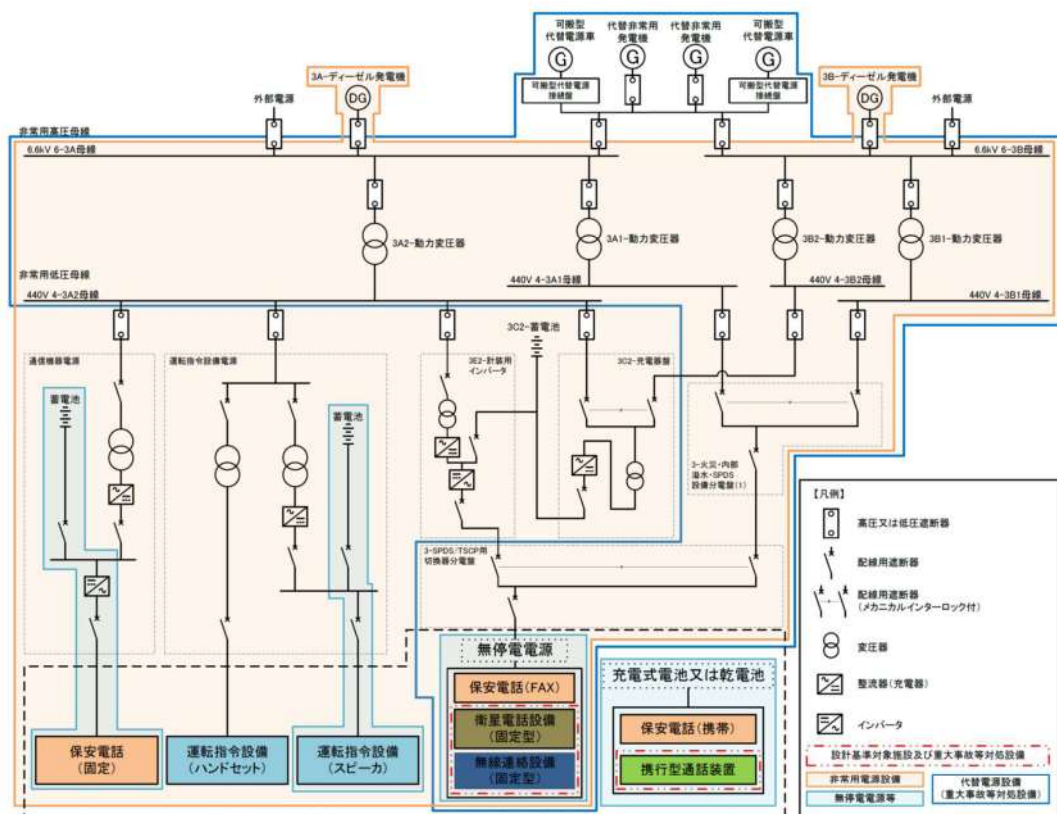 可搬型
代替電源車
代替非常用
発電機
代替非常用
発電機
可搬型
代替電源車
G
G
G
G
可搬型代替電源
接続盤
可搬型代替電源
接続盤
3A-ディーゼル発電機
DG
3B-ディーゼル発電機
DG
外部電源
外部電源
非常用高圧母線
6.6kV 6-3A母線
6.6kV 6-3B母線
3A2-動力変圧器
3A1-動力変圧器
3B2-動力変圧器
3B1-動力変圧器
非常用低圧母線
440V 4-3A2母線
440V 4-3A1母線
440V 4-3B2母線
440V 4-3B1母線
通信機器電源
蓄電池
運転指令設備電源
蓄電池
3E2-計装用
インバータ
3C2-蓄電池
3C2-充電器盤
3-火災・内部
溢水・SPDS
設備分電盤(1)
3-SPDS/TSCP用
切換器分電盤
無停電電源
保安電話(FAX)
衛星電話設備
(固定型)
無線連絡設備
(固定型)
充電式電池又は乾電池
保安電話(携帯)
携行型通話装置
保安電話
(固定)
運転指令設備
(ハンドセット)
運転指令設備
(スピーカ)
【凡例】
高圧又は低圧遮断器
配線用遮断器
配線用遮断器
(メカニカルインターロック付)
変圧器
整流器(充電器)
インバータ
設計基準対象施設及び重大事故等対処設備
非常用電源設備
無停電電源等
代替電源設備
(重大事故等対処設備)